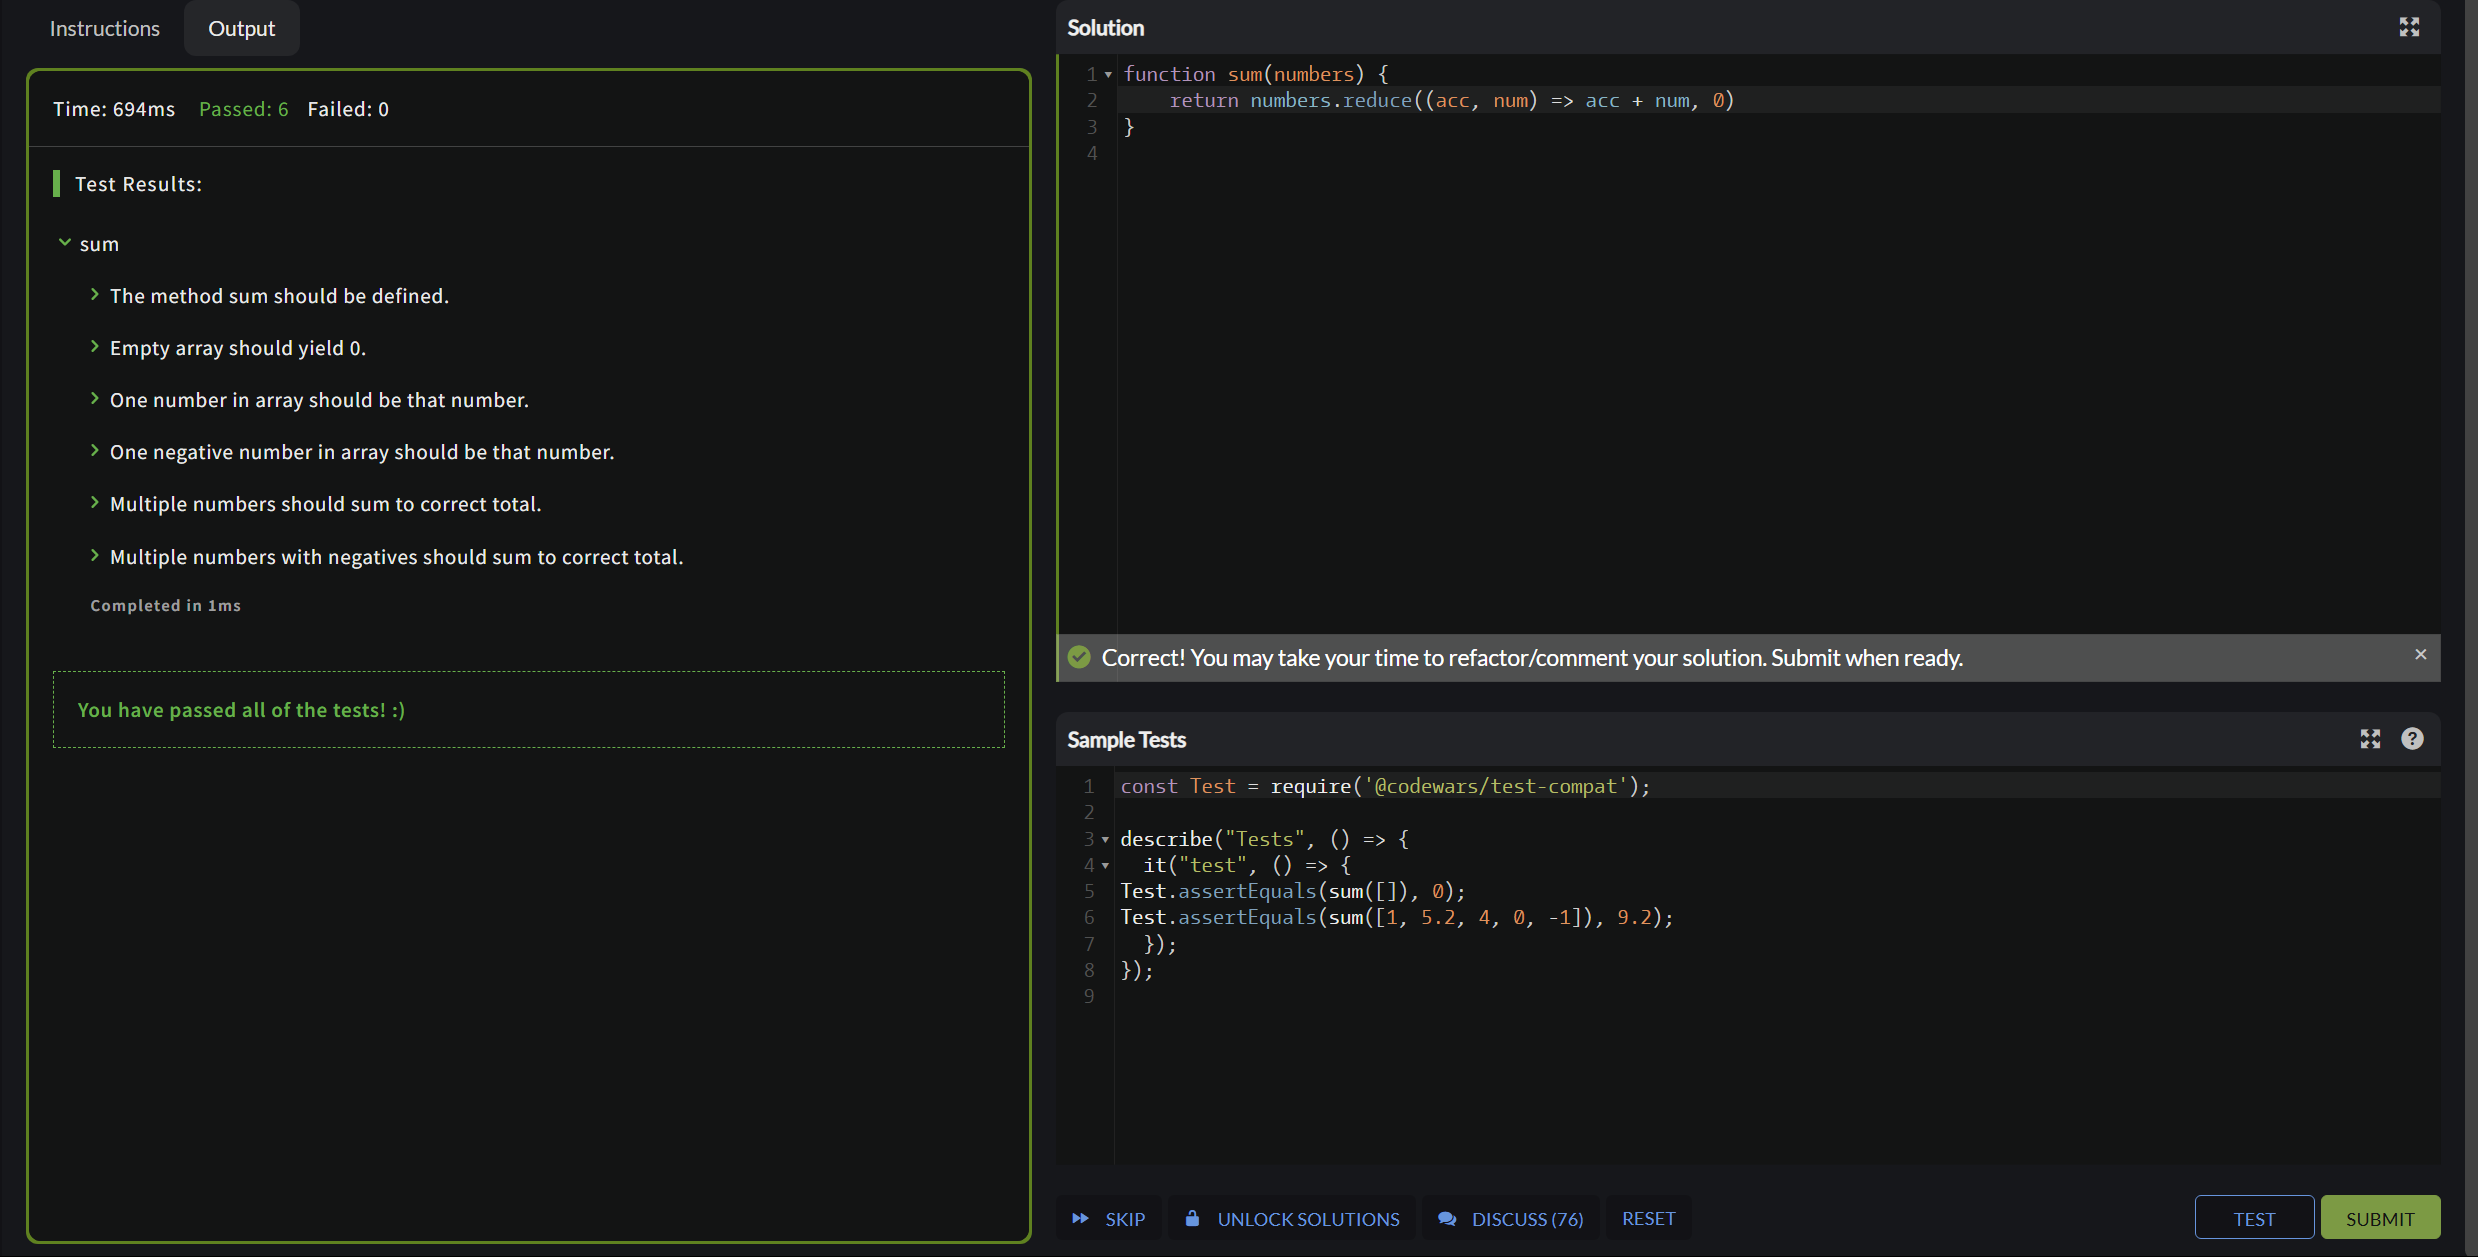 Instructions
Output
Time: 694ms Passed: 6 Failed: 0
Test Results:
sum
The method sum should be defined.
Empty array should yield 0.
One number in array should be that number.
One negative number in array should be that number.
Multiple numbers should sum to correct total.
Multiple numbers with negatives should sum to correct total.
Completed in 1ms
You have passed all of the tests! :)
Solution
1 function sum(numbers) {
2     return numbers.reduce((acc, num) => acc + num, 0)
3 }
4
Correct! You may take your time to refactor/comment your solution. Submit when ready.
Sample Tests
1 const Test = require('@codewars/test-compat');
2
3 describe("Tests", () => {
4   it("test", () => {
5 Test.assertEquals(sum([]), 0);
6 Test.assertEquals(sum([1, 5.2, 4, 0, -1]), 9.2);
7   });
8 });
9
SKIP
UNLOCK SOLUTIONS
DISCUSS (76)
RESET
TEST
SUBMIT